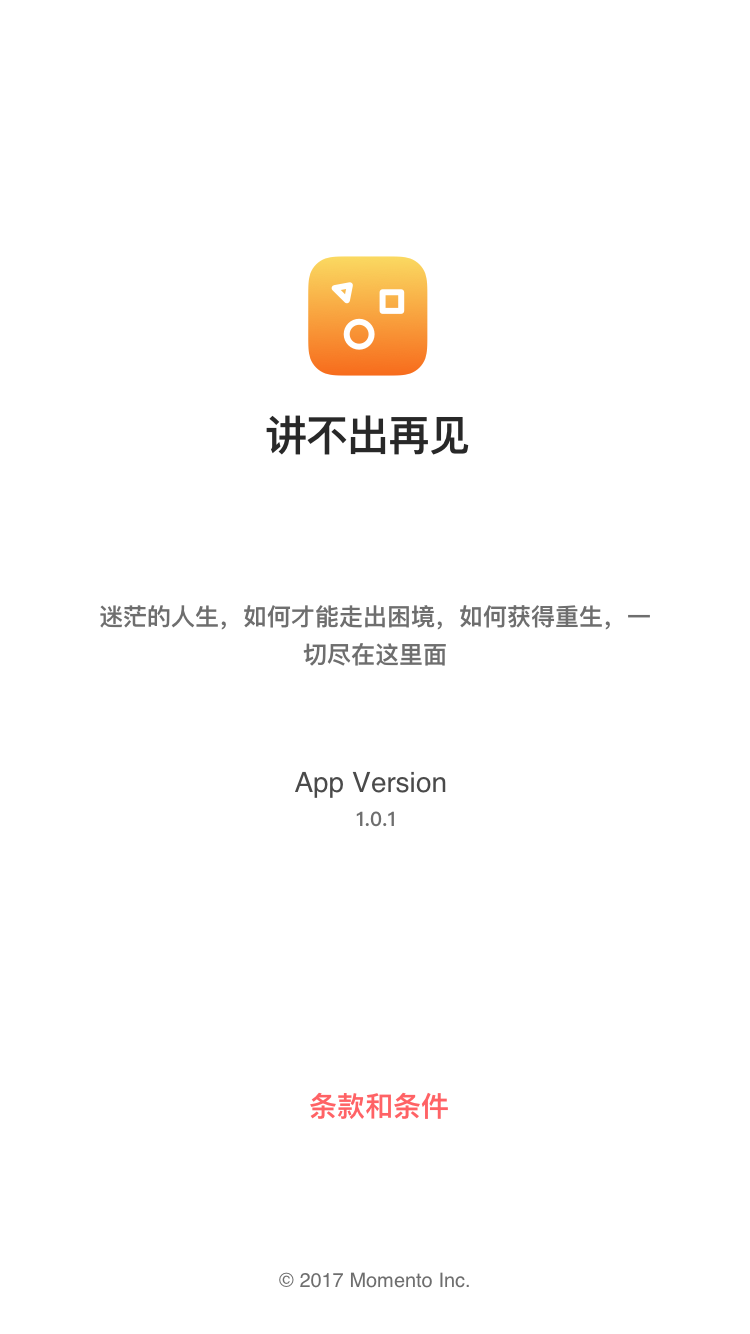 讲不出再见
迷茫的人生，如何才能走出困境，如何获得重生，一
切尽在这里面
App Version
1.0.1
条款和条件
© 2017 Momento Inc.